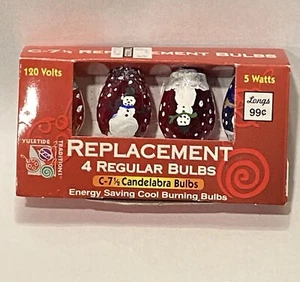 C-7½ REPLACEMENT BULBS
120 Volts
5 Watts
Longs
99¢
YULETIDE
TRADITIONS
REPLACEMENT
4 REGULAR BULBS
C-7½ Candelabra Bulbs
Energy Saving Cool Burning Bulbs